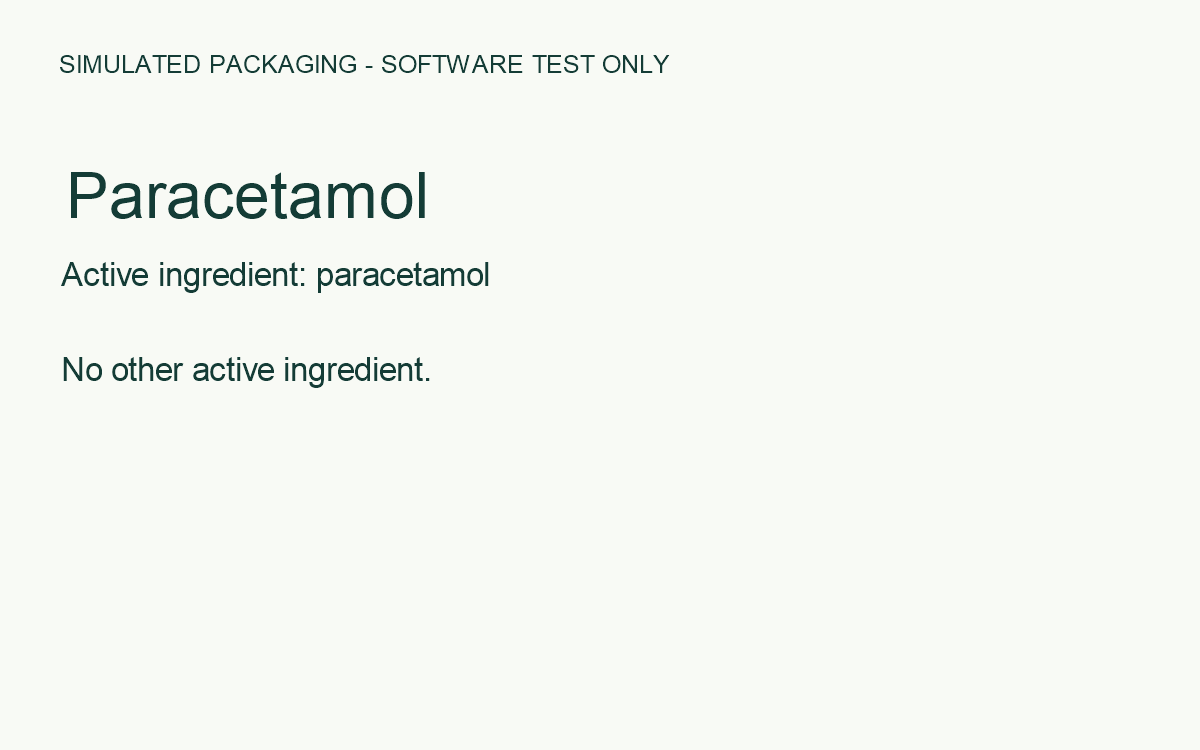 SIMULATED PACKAGING - SOFTWARE TEST ONLY
Paracetamol
Active ingredient: paracetamol
No other active ingredient.